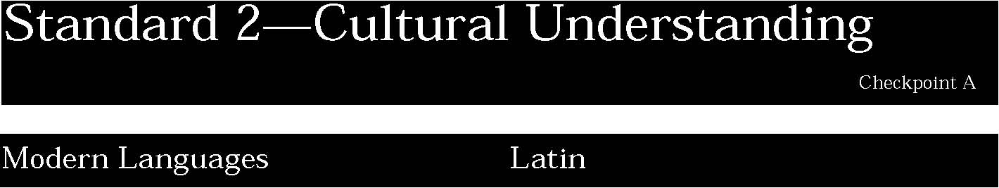 Standard 2—Cultural Understanding
Checkpoint A
Modern Languages Latin